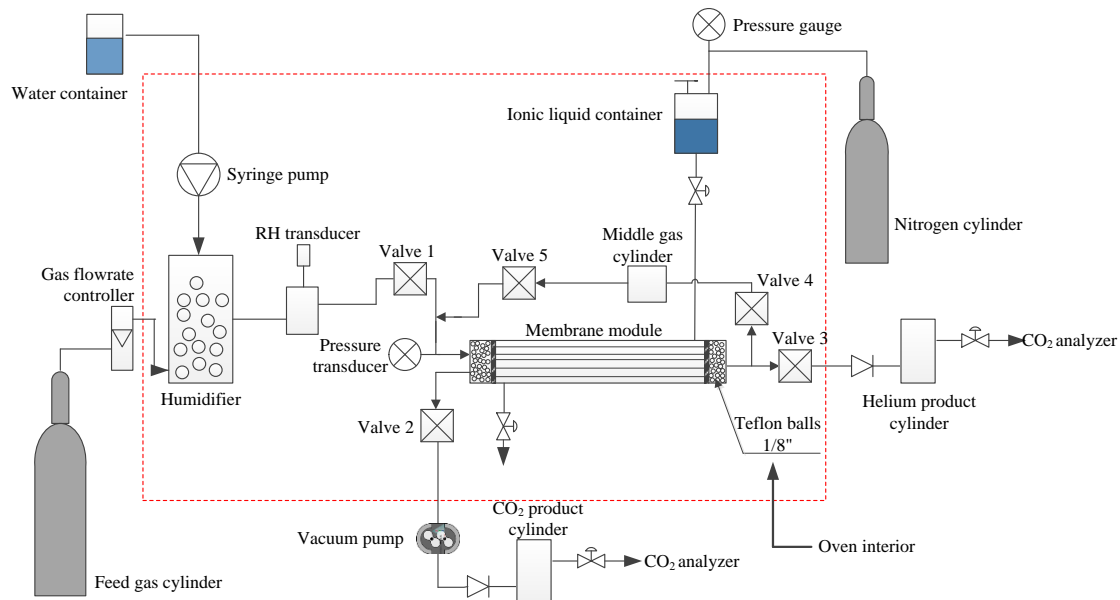 Pressure gauge
Water container
Ionic liquid container
Syringe pump
Nitrogen cylinder
RH transducer
Gas flowrate
controller
Valve 1
Valve 5
Middle gas
cylinder
Valve 4
Pressure
transducer
Membrane module
Valve 3
CO₂ analyzer
Humidifier
Helium product
cylinder
Valve 2
Teflon balls
1/8"
CO₂ product
cylinder
Vacuum pump
Oven interior
CO₂ analyzer
Feed gas cylinder